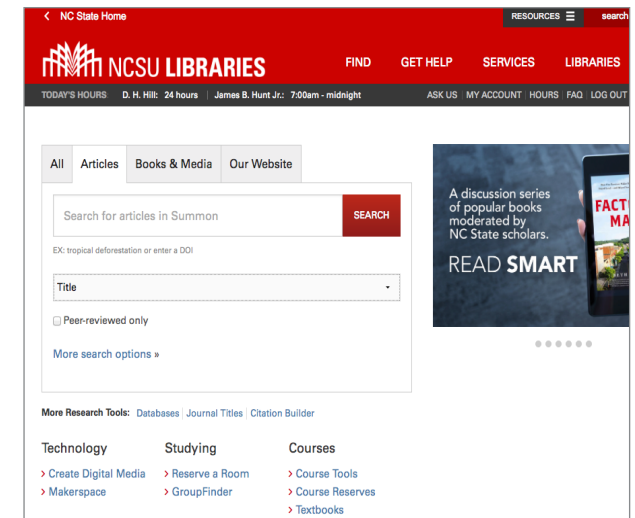 NC State Home
RESOURCES
search
NCSU LIBRARIES
FIND
GET HELP
SERVICES
LIBRARIES
TODAY'S HOURS D. H. Hill: 24 hours | James B. Hunt Jr.: 7:00am - midnight
ASK US | MY ACCOUNT | HOURS | FAQ | LOG OUT
All
Articles
Books & Media
Our Website
Search for articles in Summon
SEARCH
EX: tropical deforestation or enter a DOI
Title
Peer-reviewed only
More search options »
A discussion series
of popular books
moderated by
NC State scholars.
READ SMART
FACT
MA
More Research Tools: Databases | Journal Titles | Citation Builder
Technology
> Create Digital Media
> Makerspace
Studying
> Reserve a Room
> GroupFinder
Courses
> Course Tools
> Course Reserves
> Textbooks